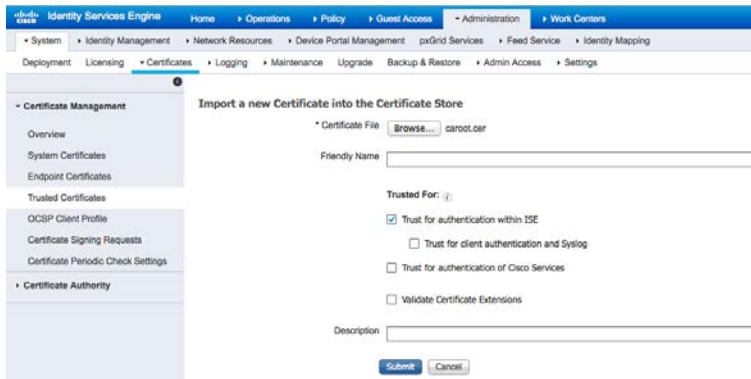 cisco Identity Services Engine Home Operations Policy Guest Access Administration Work Centers
System Identity Management Network Resources Device Portal Management pxGrid Services Feed Service Identity Mapping
Deployment Licensing Certificates Logging Maintenance Upgrade Backup & Restore Admin Access Settings
Certificate Management
Overview
System Certificates
Endpoint Certificates
Trusted Certificates
OCSP Client Profile
Certificate Signing Requests
Certificate Periodic Check Settings
Certificate Authority
Import a new Certificate into the Certificate Store
* Certificate File Browse... caroot.cer
Friendly Name
Trusted For: i
Trust for authentication within ISE
Trust for client authentication and Syslog
Trust for authentication of Cisco Services
Validate Certificate Extensions
Description
Submit Cancel